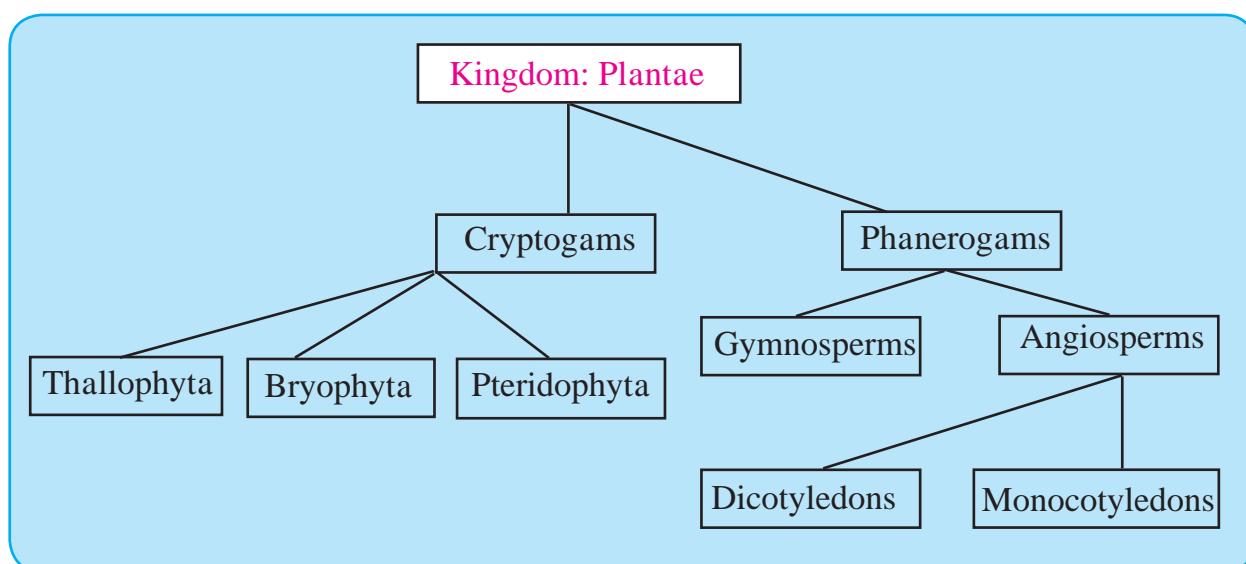 Kingdom: Plantae
Cryptogams
Phanerogams
Thallophyta
Bryophyta
Pteridophyta
Gymnosperms
Angiosperms
Dicotyledons
Monocotyledons